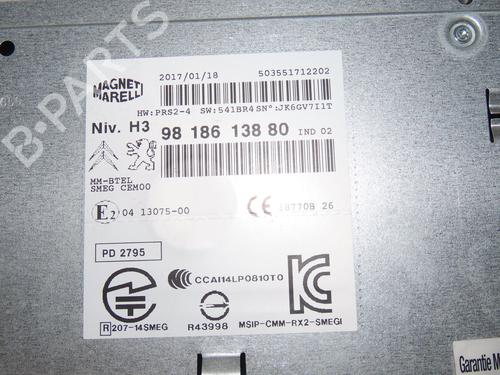 B-PARTS
MAGNETI
MARELLI
2017/01/18
503551712202
HW:PRS2-4 SW:541BR4 SN°:JK6GV7I1T
Niv. H3
98 186 138 80 IND 02
MM-BTEL
SMEG CEM00
E2 04 13075-00
CE 18770B 26
PD 2795
CCAI14LP0810T0
R 207-14SMEG
R43998
MSIP-CMM-RX2-SMEGI
Garantie M